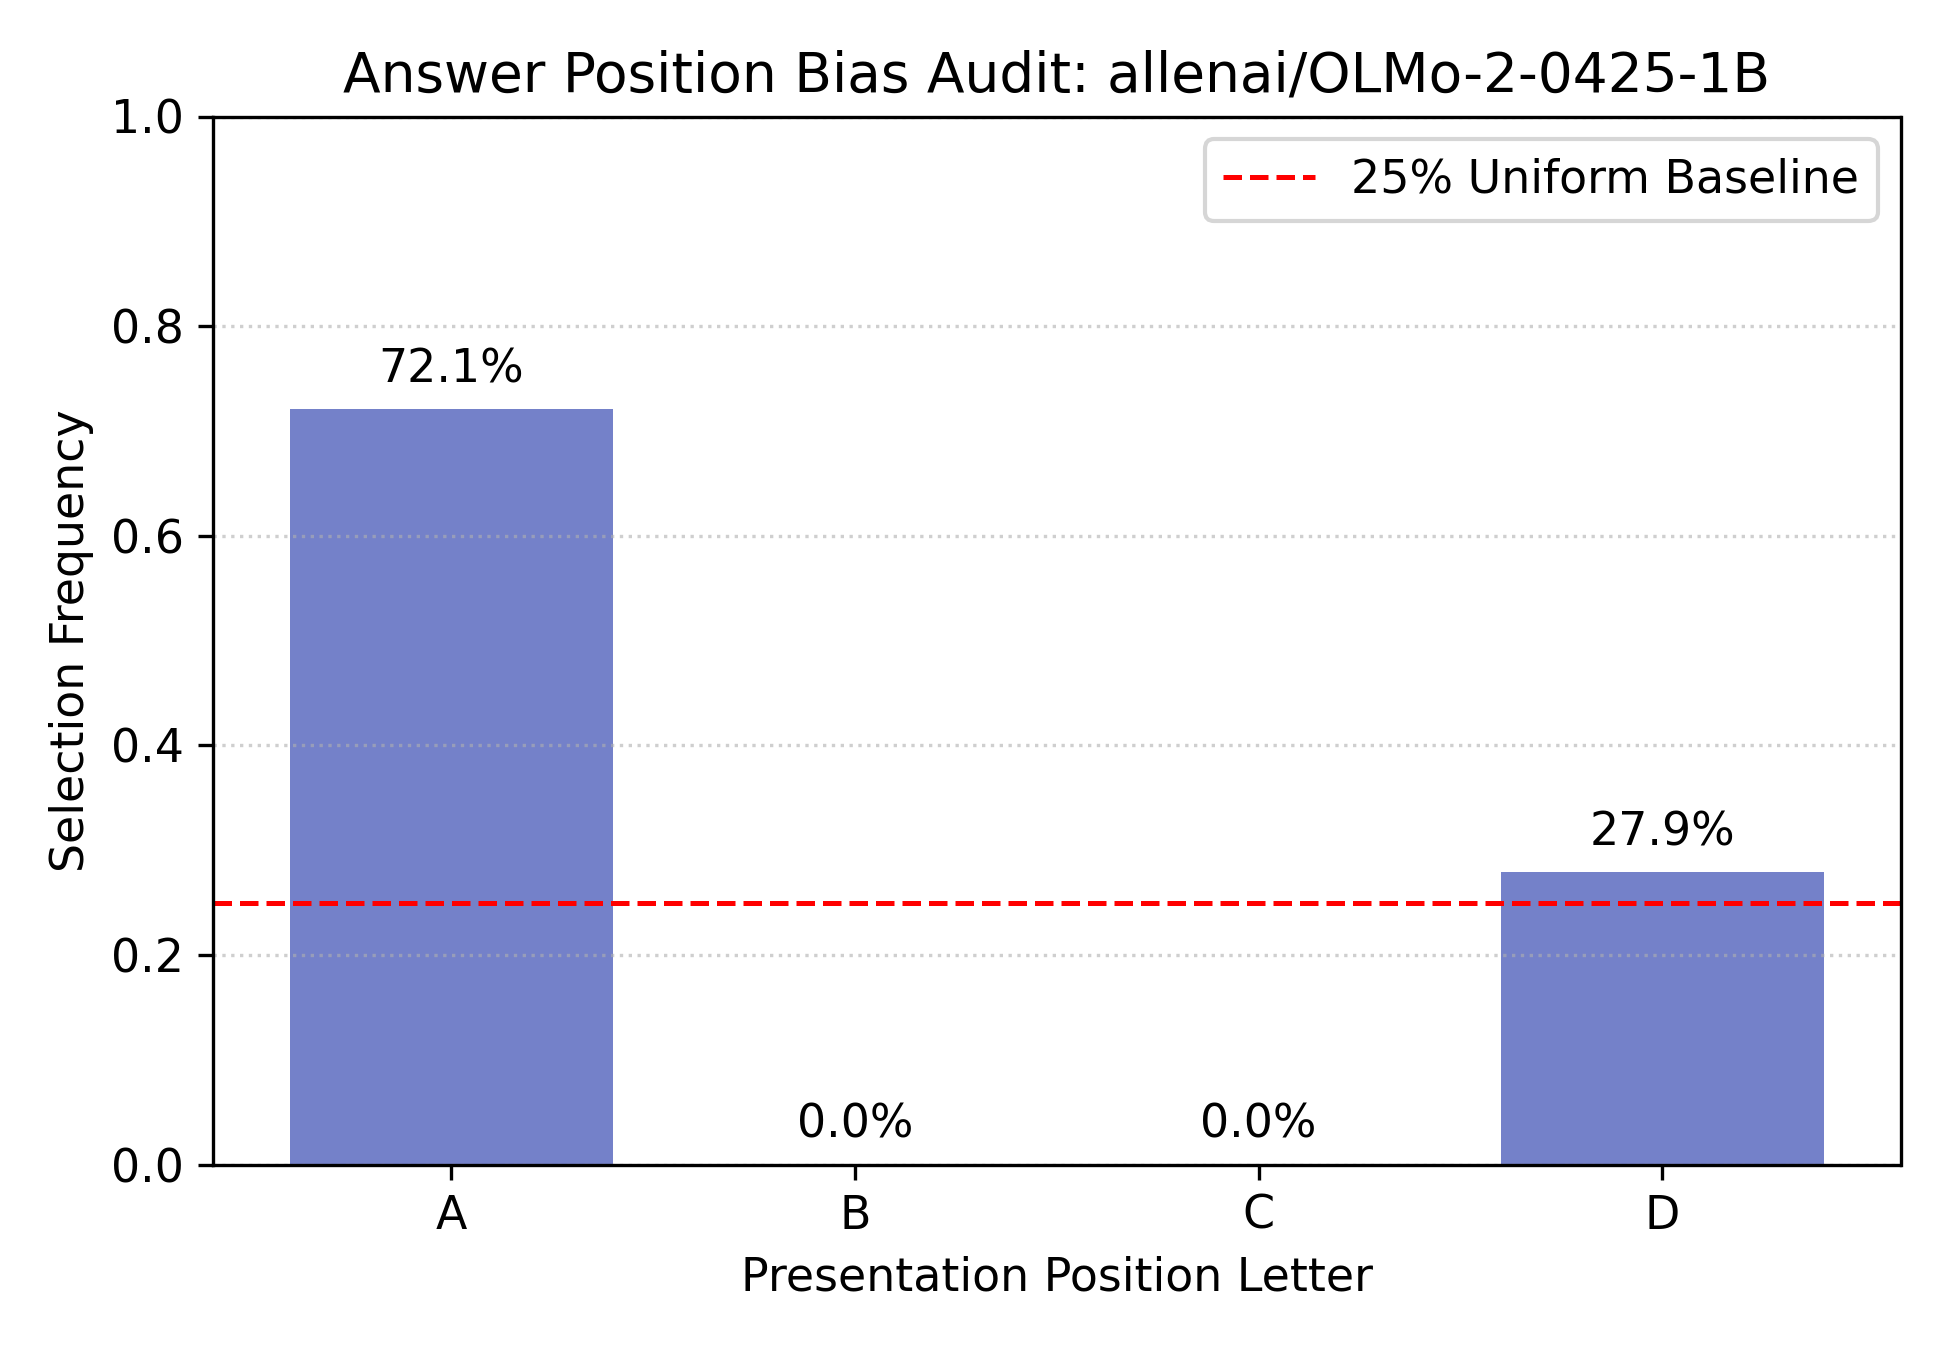 Answer Position Bias Audit: allenai/OLMo-2-0425-1B
25% Uniform Baseline
Selection Frequency
1.0
0.8
0.6
0.4
0.2
0.0
72.1%
0.0%
0.0%
27.9%
A
B
C
D
Presentation Position Letter